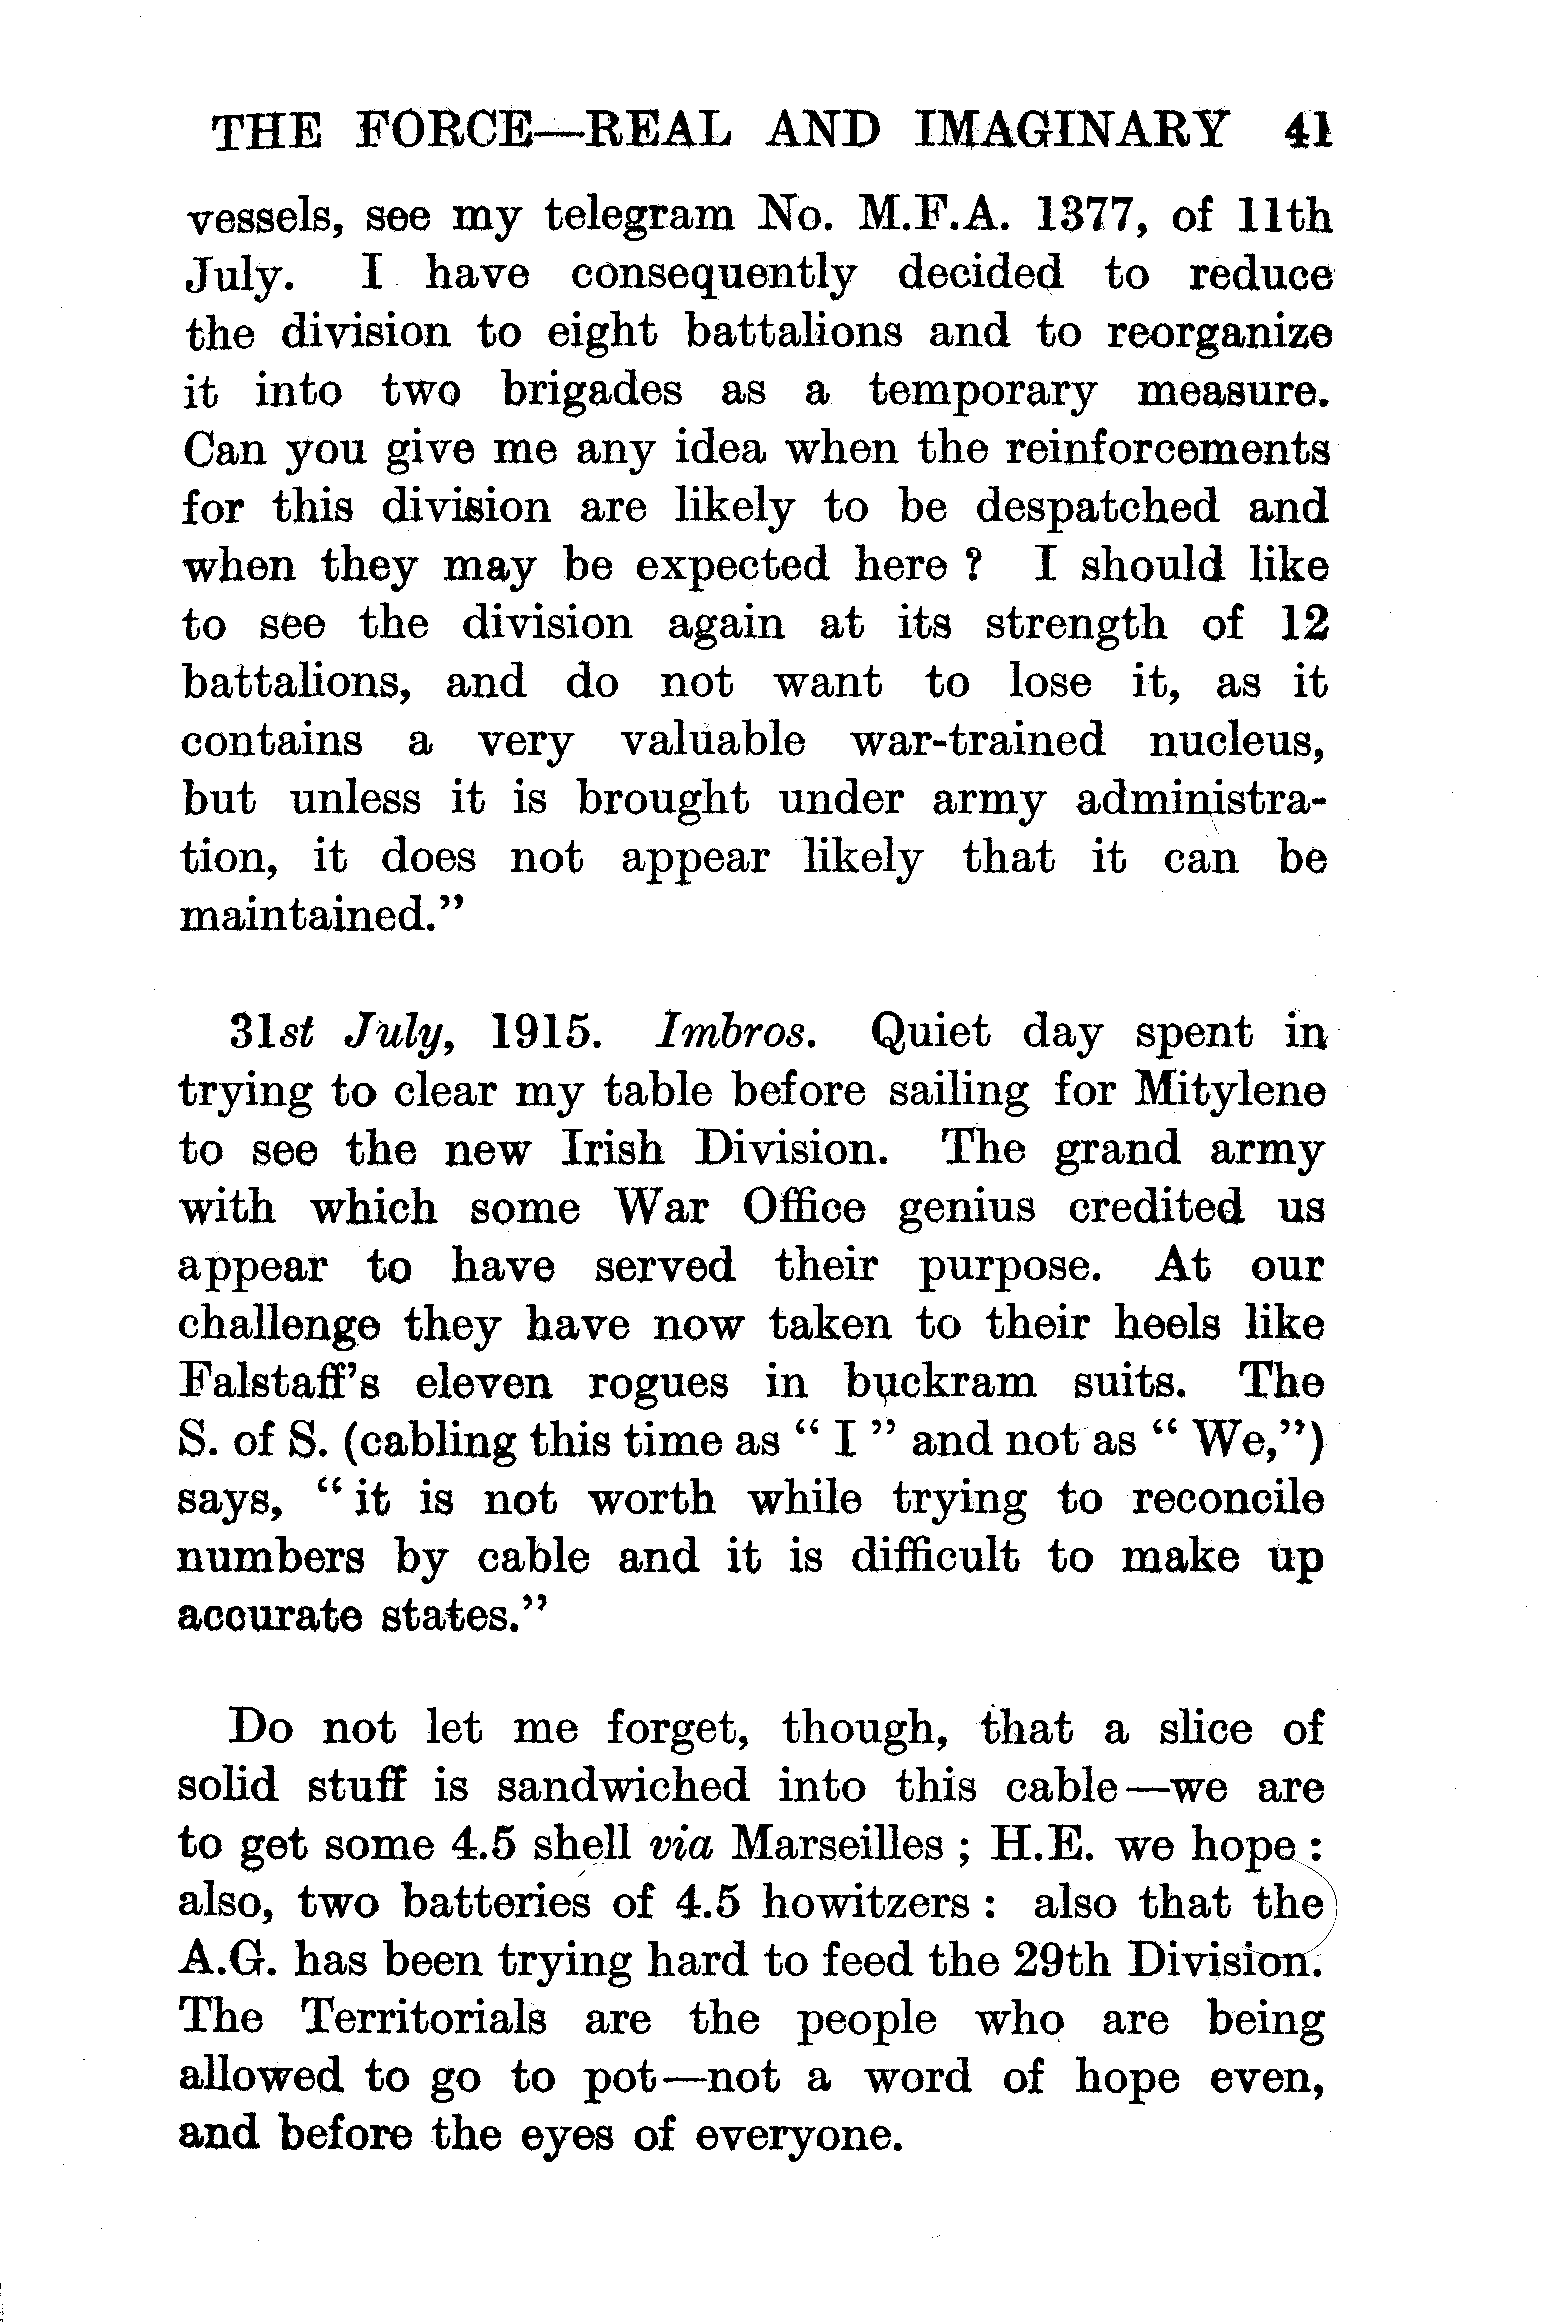 THE FORCE—REAL AND IMAGINARY 41
vessels, see my telegram No. M.F.A. 1377, of 11th
July. I have consequently decided to reduce
the division to eight battalions and to reorganize
it into two brigades as a temporary measure.
Can you give me any idea when the reinforcements
for this division are likely to be despatched and
when they may be expected here ? I should like
to see the division again at its strength of 12
battalions, and do not want to lose it, as it
contains a very valuable war-trained nucleus,
but unless it is brought under army administra-
tion, it does not appear likely that it can be
maintained.”
31st July, 1915. Imbros. Quiet day spent in
trying to clear my table before sailing for Mitylene
to see the new Irish Division. The grand army
with which some War Office genius credited us
appear to have served their purpose. At our
challenge they have now taken to their heels like
Falstaff’s eleven rogues in buckram suits. The
S. of S. (cabling this time as “ I ” and not as “ We,”)
says, “ it is not worth while trying to reconcile
numbers by cable and it is difficult to make up
accurate states.”
Do not let me forget, though, that a slice of
solid stuff is sandwiched into this cable—we are
to get some 4.5 shell via Marseilles ; H.E. we hope :
also, two batteries of 4.5 howitzers : also that the
A.G. has been trying hard to feed the 29th Division.
The Territorials are the people who are being
allowed to go to pot—not a word of hope even,
and before the eyes of everyone.